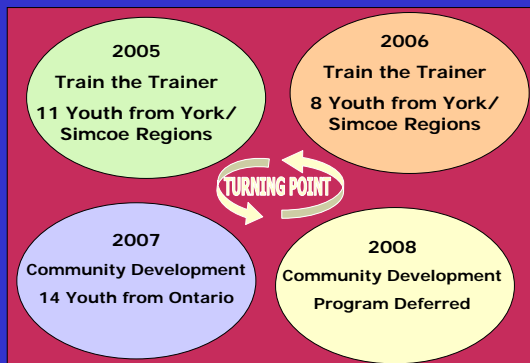 2005
Train the Trainer
11 Youth from York/
Simcoe Regions
2006
Train the Trainer
8 Youth from York/
Simcoe Regions
TURNING POINT
2007
Community Development
14 Youth from Ontario
2008
Community Development
Program Deferred